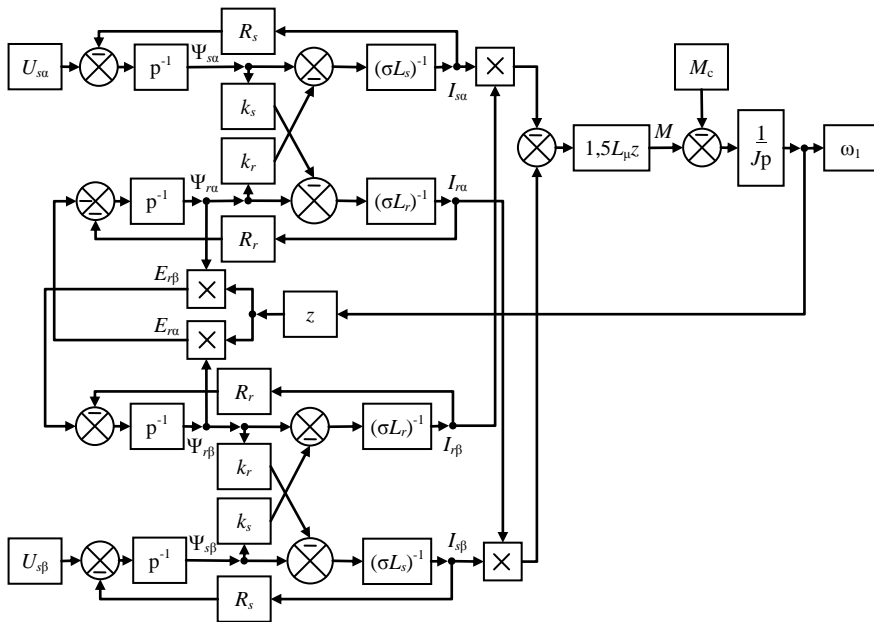 R_s
U_sα
p^-1
Ψ_sα
(σL_s)^-1
I_sα
M_c
k_s
1,5L_μz
M
1
Jp
ω_1
k_r
p^-1
Ψ_rα
(σL_r)^-1
I_rα
R_r
E_rβ
z
E_rα
R_r
p^-1
Ψ_rβ
(σL_r)^-1
I_rβ
k_r
k_s
U_sβ
p^-1
Ψ_sβ
(σL_s)^-1
I_sβ
R_s